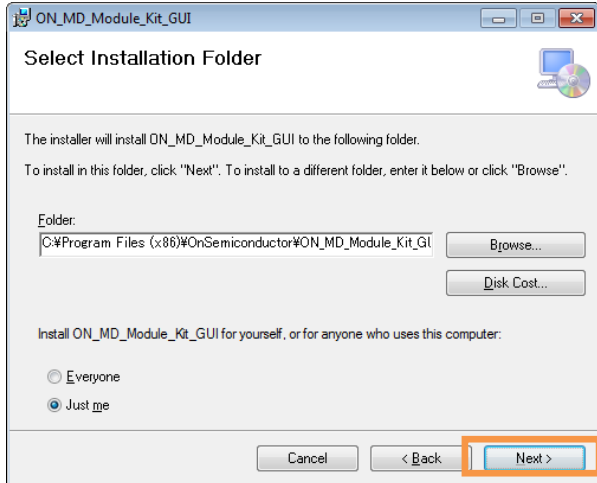 ON_MD_Module_Kit_GUI
Select Installation Folder
The installer will install ON_MD_Module_Kit_GUI to the following folder.
To install in this folder, click "Next". To install to a different folder, enter it below or click "Browse".
Folder:
C:¥Program Files (x86)¥OnSemiconductor¥ON_MD_Module_Kit_GU
Browse...
Disk Cost...
Install ON_MD_Module_Kit_GUI for yourself, or for anyone who uses this computer:
Everyone
Just me
Cancel
< Back
Next >